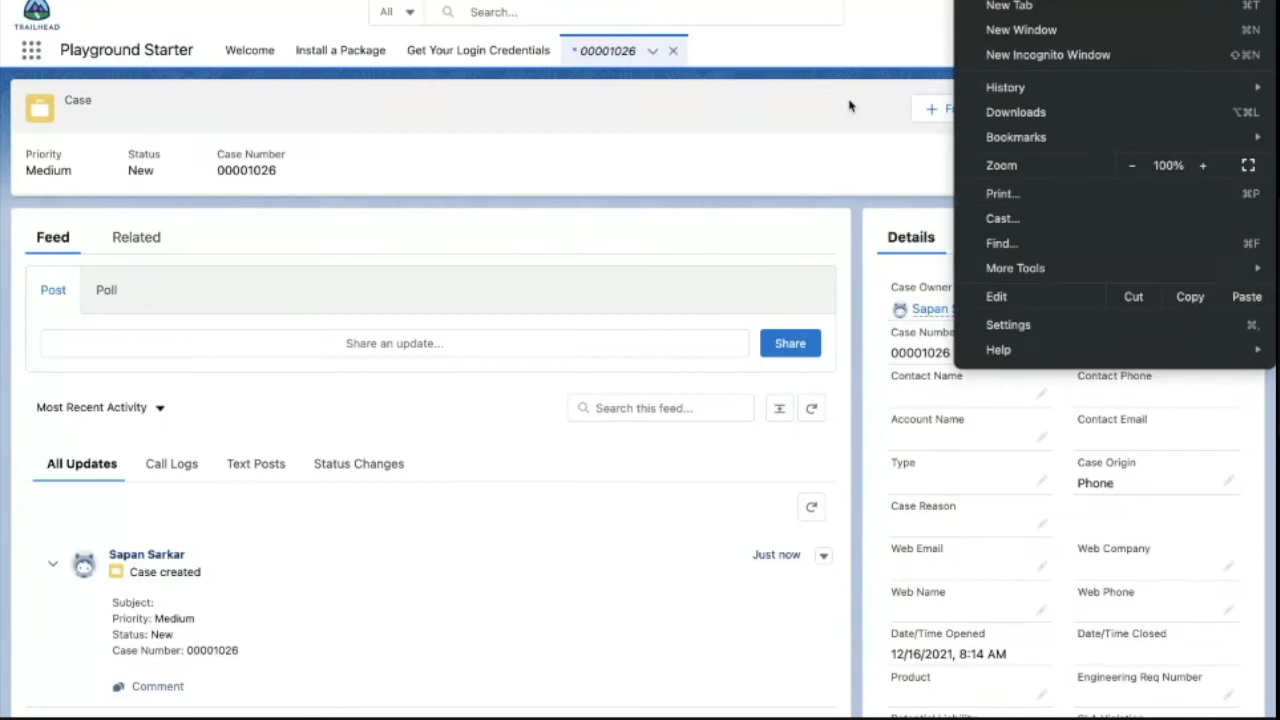 TRAILHEAD
All
Search...
Playground Starter
Welcome
Install a Package
Get Your Login Credentials
* 00001026
Case
+ F
Priority
Status
Case Number
Medium
New
00001026
Feed
Related
Post
Poll
Share an update...
Share
Most Recent Activity
Search this feed...
All Updates
Call Logs
Text Posts
Status Changes
Sapan Sarkar
Just now
Case created
Subject:
Priority: Medium
Status: New
Case Number: 00001026
Comment
Details
Case Owner
Sapan
Case Numbe
00001026
Contact Name
Contact Phone
Account Name
Contact Email
Type
Case Origin
Phone
Case Reason
Web Email
Web Company
Web Name
Web Phone
Date/Time Opened
Date/Time Closed
12/16/2021, 8:14 AM
Product
Engineering Req Number
New Tab ⌘T
New Window ⌘N
New Incognito Window ⇧⌘N
History
Downloads ⌥⌘L
Bookmarks
Zoom - 100% +
Print... ⌘P
Cast...
Find... ⌘F
More Tools
Edit Cut Copy Paste
Settings ⌘,
Help